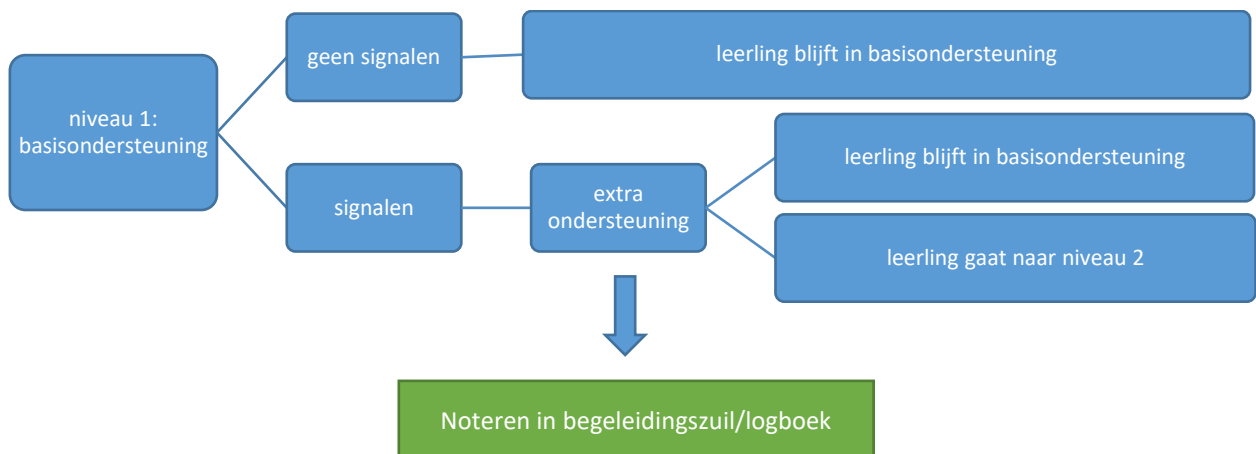 niveau 1:
basisondersteuning
geen signalen
leerling blijft in basisondersteuning
signalen
extra
ondersteuning
leerling blijft in basisondersteuning
leerling gaat naar niveau 2
Noteren in begeleidingszuil/logboek